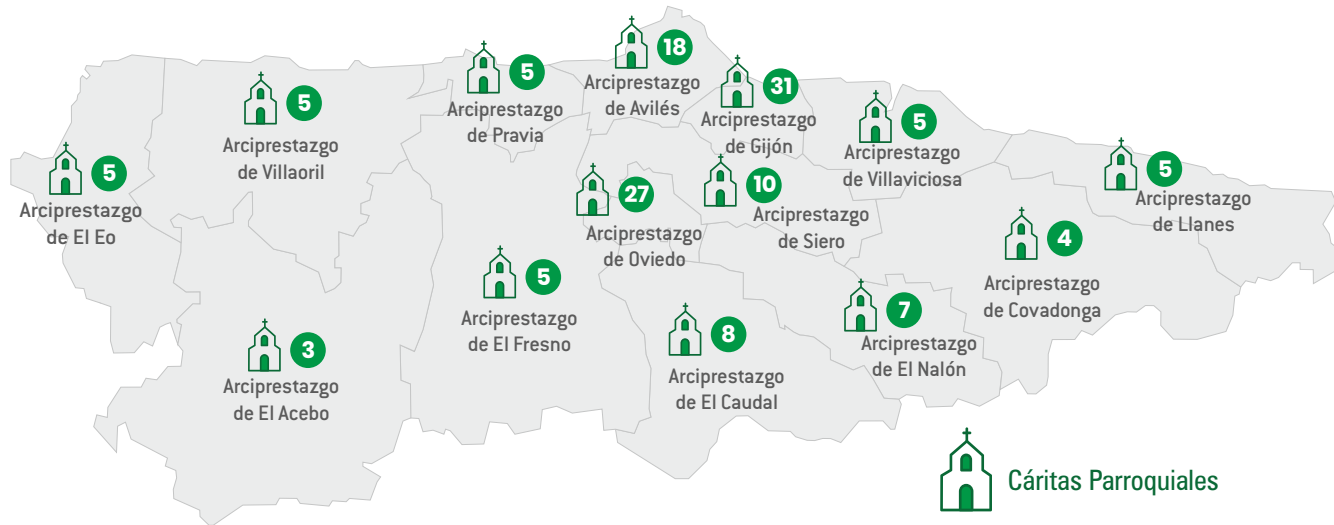 18
Arciprestazgo
de Avilés
5
Arciprestazgo
de Pravia
31
Arciprestazgo
de Gijón
5
Arciprestazgo
de Villaoril
5
Arciprestazgo
de Villaviciosa
5
Arciprestazgo
de El Eo
5
Arciprestazgo
de Llanes
27
Arciprestazgo
de Oviedo
10
Arciprestazgo
de Siero
4
Arciprestazgo
de Covadonga
5
Arciprestazgo
de El Fresno
7
Arciprestazgo
de El Nalón
8
Arciprestazgo
de El Caudal
3
Arciprestazgo
de El Acebo
Cáritas Parroquiales